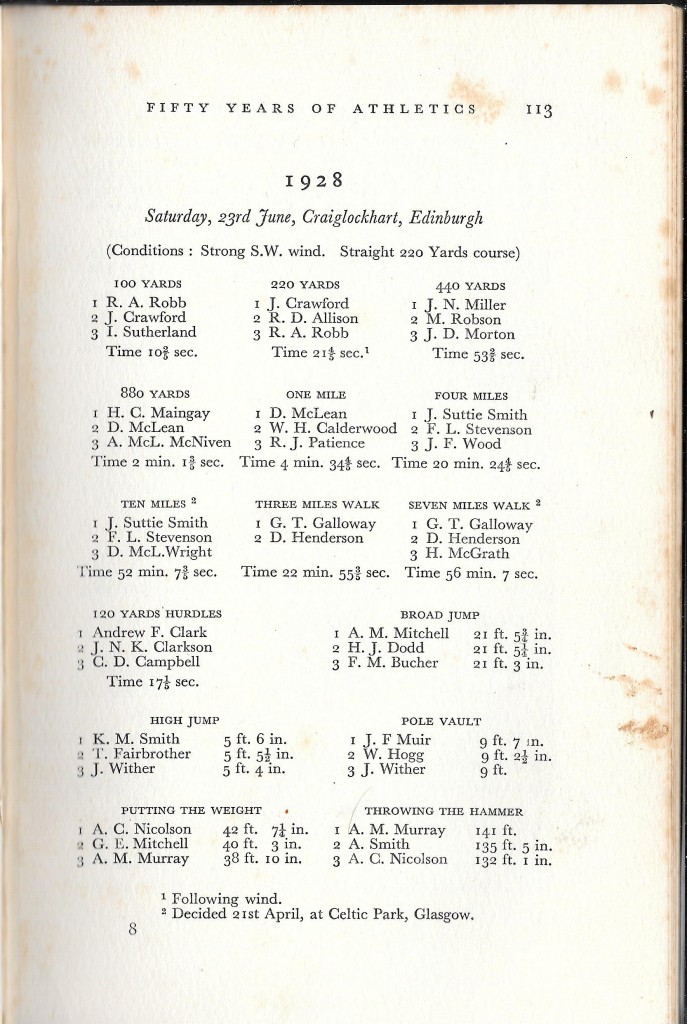 FIFTY YEARS OF ATHLETICS 113
1928
Saturday, 23rd June, Craiglockhart, Edinburgh
(Conditions : Strong S.W. wind. Straight 220 Yards course)
100 YARDS
1 R. A. Robb
2 J. Crawford
3 I. Sutherland
Time 10⅖ sec.
220 YARDS
1 J. Crawford
2 R. D. Allison
3 R. A. Robb
Time 21⅘ sec.¹
440 YARDS
1 J. N. Miller
2 M. Robson
3 J. D. Morton
Time 53⅖ sec.
880 YARDS
1 H. C. Maingay
2 D. McLean
3 A. McL. McNiven
Time 2 min. 1⅗ sec.
ONE MILE
1 D. McLean
2 W. H. Calderwood
3 R. J. Patience
Time 4 min. 34⅘ sec.
FOUR MILES
1 J. Suttie Smith
2 F. L. Stevenson
3 J. F. Wood
Time 20 min. 24⅘ sec.
TEN MILES ²
1 J. Suttie Smith
2 F. L. Stevenson
3 D. McL.Wright
Time 52 min. 7⅗ sec.
THREE MILES WALK
1 G. T. Galloway
2 D. Henderson
Time 22 min. 55⅗ sec.
SEVEN MILES WALK ²
1 G. T. Galloway
2 D. Henderson
3 H. McGrath
Time 56 min. 7 sec.
120 YARDS HURDLES
1 Andrew F. Clark
2 J. N. K. Clarkson
3 C. D. Campbell
Time 17⅕ sec.
BROAD JUMP
1 A. M. Mitchell 21 ft. 5¾ in.
2 H. J. Dodd 21 ft. 5¼ in.
3 F. M. Bucher 21 ft. 3 in.
HIGH JUMP
1 K. M. Smith 5 ft. 6 in.
2 T. Fairbrother 5 ft. 5½ in.
3 J. Wither 5 ft. 4 in.
POLE VAULT
1 J. F Muir 9 ft. 7 in.
2 W. Hogg 9 ft. 2½ in.
3 J. Wither 9 ft.
PUTTING THE WEIGHT
1 A. C. Nicolson 42 ft. 7¼ in.
2 G. E. Mitchell 40 ft. 3 in.
3 A. M. Murray 38 ft. 10 in.
THROWING THE HAMMER
1 A. M. Murray 141 ft.
2 A. Smith 135 ft. 5 in.
3 A. C. Nicolson 132 ft. 1 in.
¹ Following wind.
² Decided 21st April, at Celtic Park, Glasgow.
8